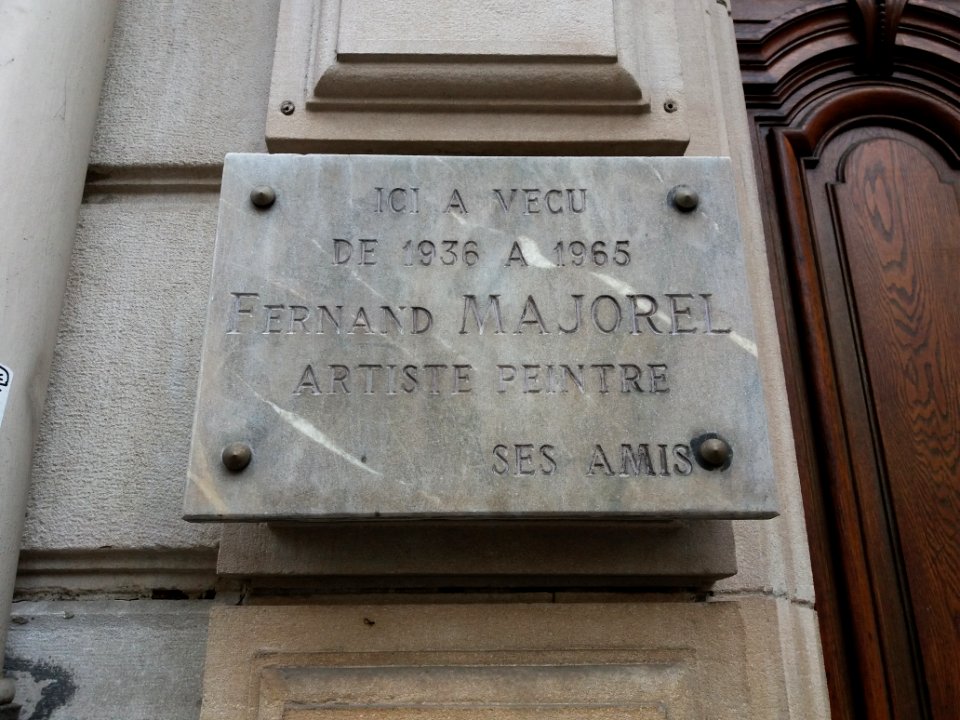 ICI A VECU
DE 1936 A 1965
FERNAND MAJOREL
ARTISTE PEINTRE
SES AMIS